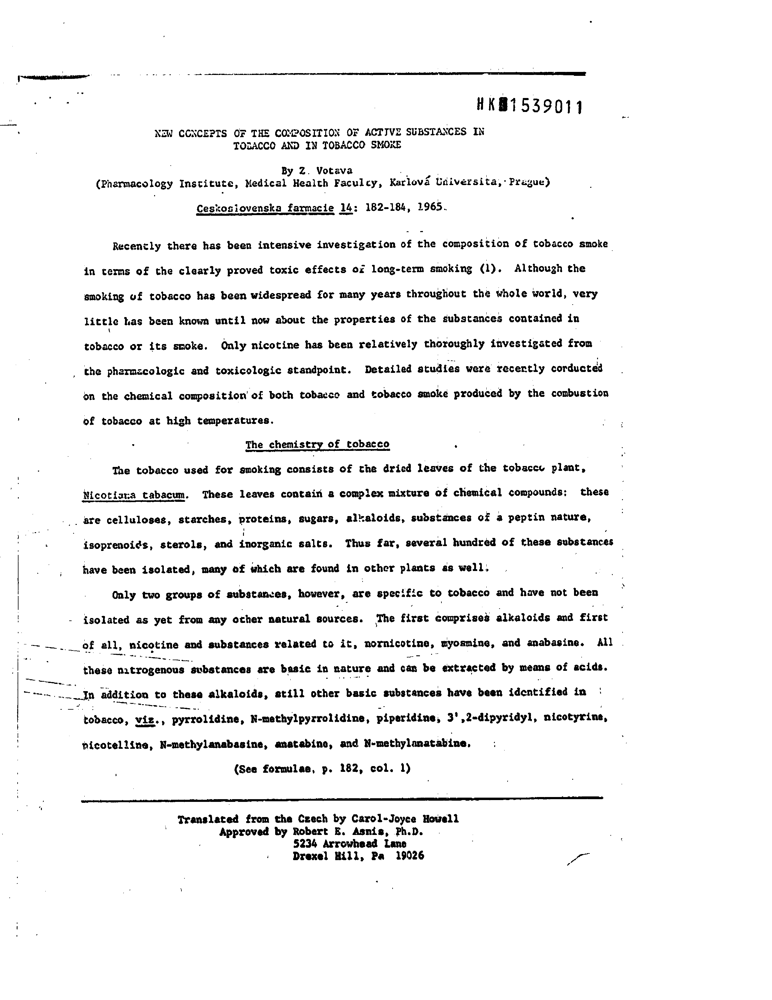 HK 1539011
NEW CONCEPTS OF THE COMPOSITION OF ACTIVE SUBSTANCES IN
TOBACCO AND IN TOBACCO SMOKE
By Z. Votava
(Pharmacology Institute, Medical Health Faculty, Karlová Universita, Prague)
Ceskoslovenska farmacie 14: 182-184, 1965.
Recently there has been intensive investigation of the composition of tobacco smoke
in terms of the clearly proved toxic effects of long-term smoking (1). Although the
smoking of tobacco has been widespread for many years throughout the whole world, very
little has been known until now about the properties of the substances contained in
tobacco or its smoke. Only nicotine has been relatively thoroughly investigated from
the pharmacologic and toxicologic standpoint. Detailed studies were recently conducted
on the chemical composition of both tobacco and tobacco smoke produced by the combustion
of tobacco at high temperatures.
The chemistry of tobacco
The tobacco used for smoking consists of the dried leaves of the tobacco plant,
Nicotiana tabacum. These leaves contain a complex mixture of chemical compounds: these
are celluloses, starches, proteins, sugars, alkaloids, substances of a peptin nature,
isoprenoids, sterols, and inorganic salts. Thus far, several hundred of these substances
have been isolated, many of which are found in other plants as well.
Only two groups of substances, however, are specific to tobacco and have not been
isolated as yet from any other natural sources. The first comprises alkaloids and first
of all, nicotine and substances related to it, nornicotine, myosmine, and anabasine. All
these nitrogenous substances are basic in nature and can be extracted by means of acids.
In addition to these alkaloids, still other basic substances have been identified in
tobacco, viz., pyrrolidine, N-methylpyrrolidine, piperidine, 3',2-dipyridyl, nicotyrine,
nicotelline, N-methylanabasine, anatabine, and N-methylanatabine.
(See formulae, p. 182, col. 1)
Translated from the Czech by Carol-Joyce Howell
Approved by Robert E. Asnis, Ph.D.
5234 Arrowhead Lane
Drexel Hill, Pa 19026